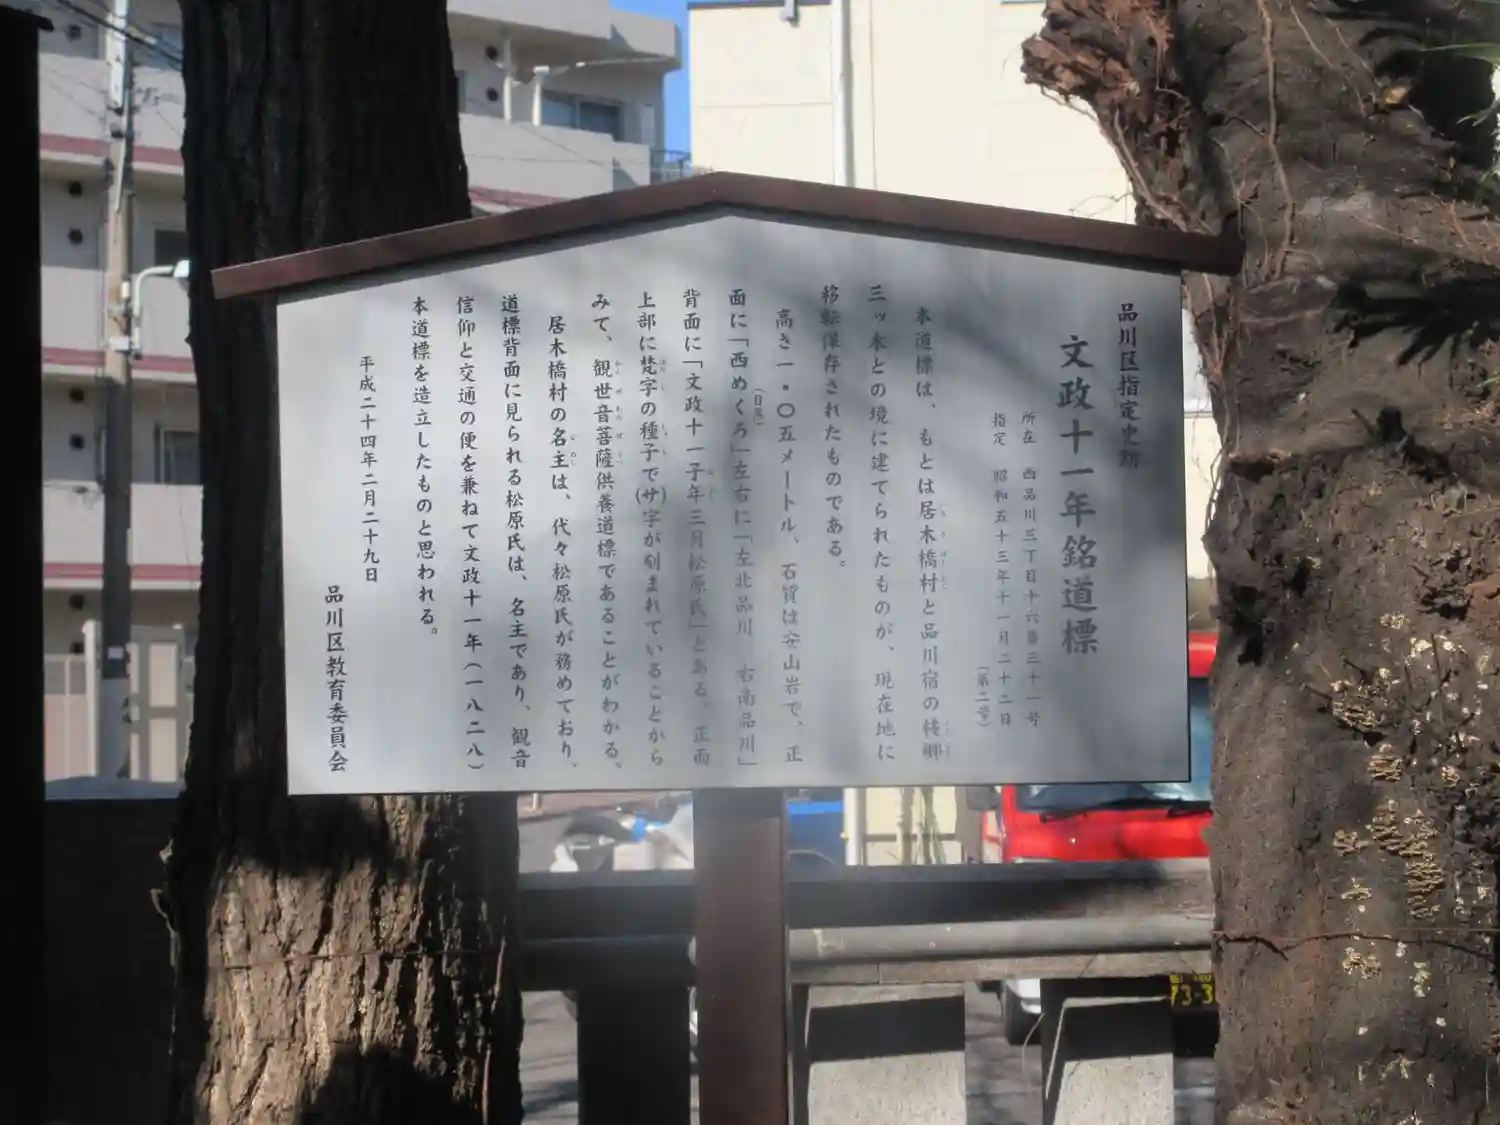 品川区指定史跡
文政十一年銘道標
所在 西品川三丁目十六番三十一号
指定 昭和五十三年十一月二十二日
(第二号)
本道標は、もとは居木橋村と品川宿の棧郷
三ッ木との境に建てられたものが、現在地に
移転保存されたものである。
高さ一・〇五メートル、石質は安山岩で、正
面に「西めくろ(目黒)」左右に「左北品川 右南品川」
背面に「文政十一子年三月松原氏」とある。正面
上部に梵字の種子で(サ)字が刻まれていることから
みて、観世音菩薩供養道標であることがわかる。
居木橋村の名主は、代々松原氏が務めており、
道標背面に見られる松原氏は、名主であり、観音
信仰と交通の便を兼ねて文政十一年(一八二八)
本道標を造立したものと思われる。
平成二十四年二月二十九日
品川区教育委員会